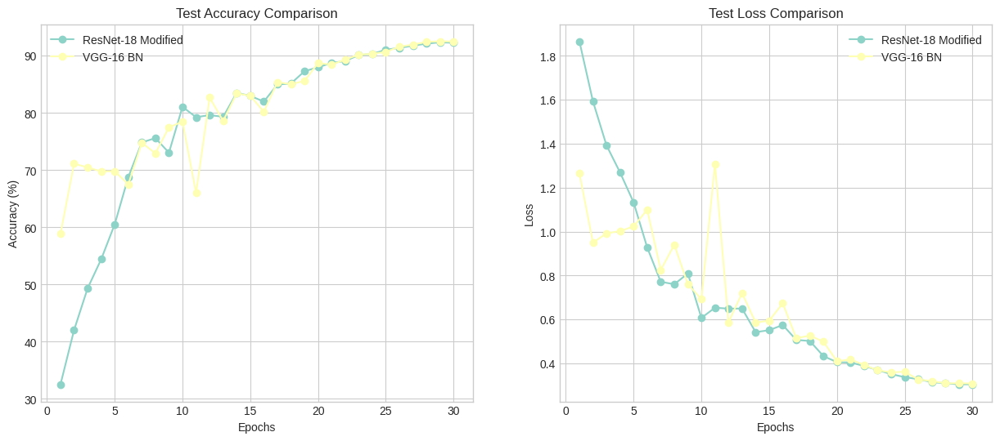 Test Accuracy Comparison
ResNet-18 Modified
VGG-16 BN
90
80
70
60
50
40
30
Accuracy (%)
0 5 10 15 20 25 30
Epochs
Test Loss Comparison
ResNet-18 Modified
VGG-16 BN
1.8
1.6
1.4
1.2
1.0
0.8
0.6
0.4
Loss
0 5 10 15 20 25 30
Epochs